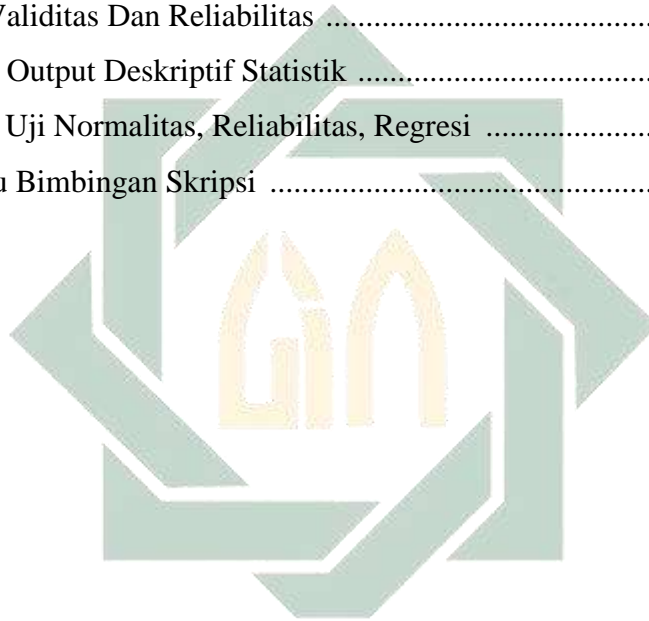 Validitas Dan Reliabilitas ........................................
Output Deskriptif Statistik ....................................
Uji Normalitas, Reliabilitas, Regresi ....................
Bimbingan Skripsi ...............................................